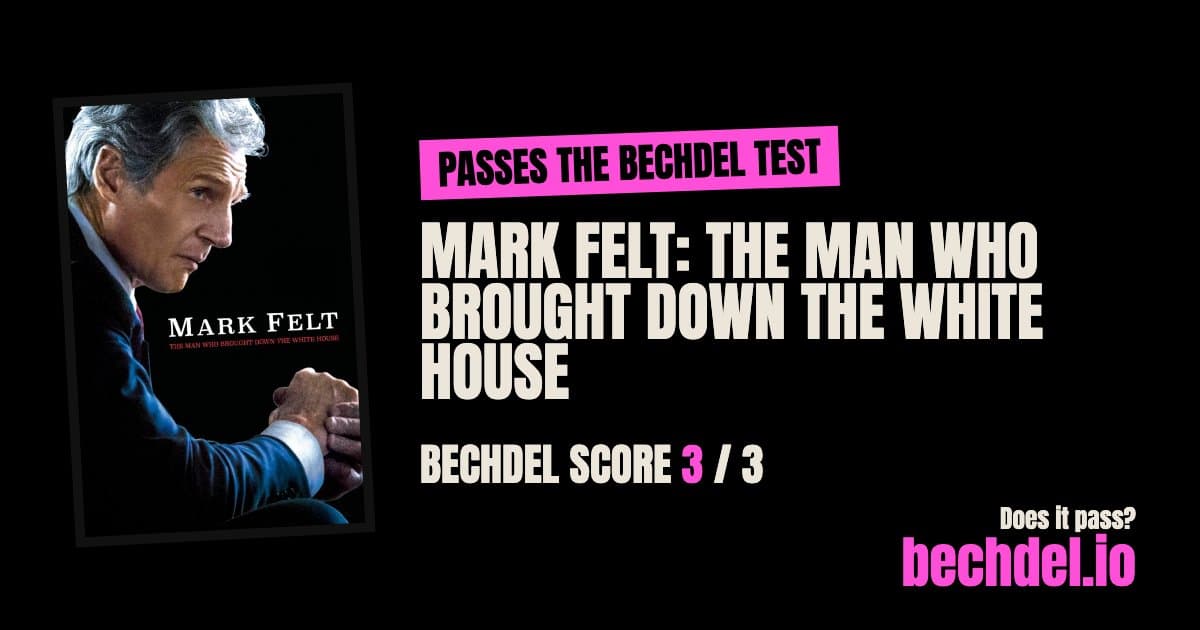 MARK FELT
THE MAN WHO BROUGHT DOWN THE WHITE HOUSE
PASSES THE BECHDEL TEST
MARK FELT: THE MAN WHO
BROUGHT DOWN THE WHITE
HOUSE
BECHDEL SCORE 3 / 3
Does it pass?
bechdel.io